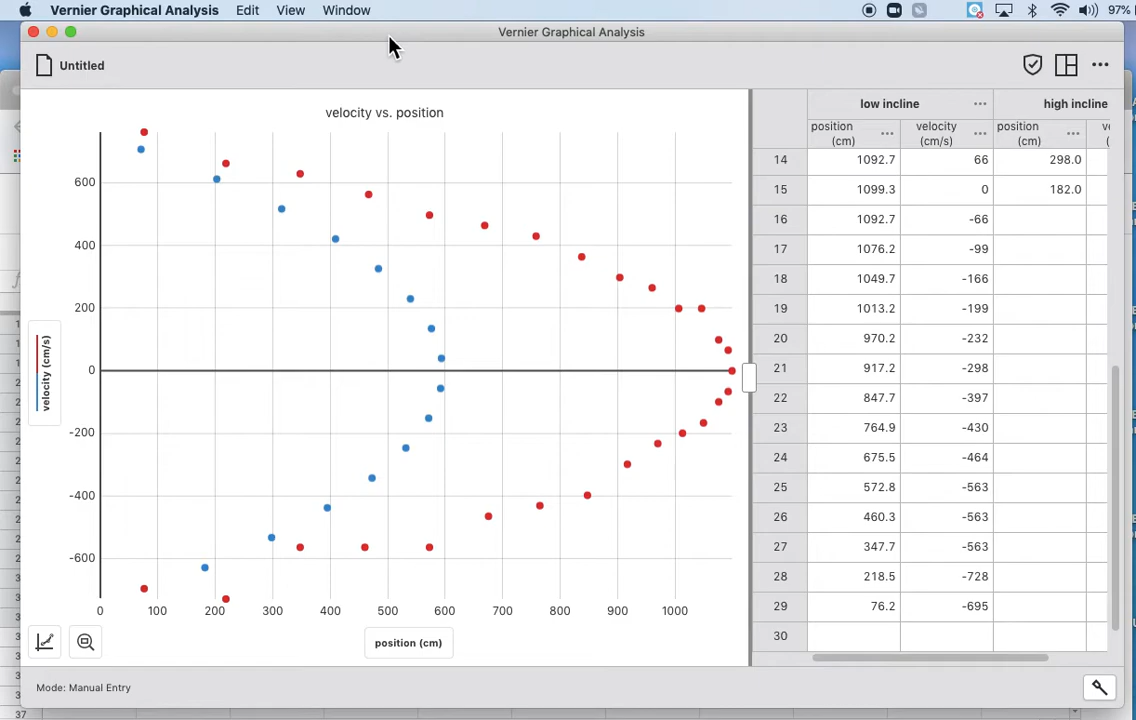 Vernier Graphical Analysis Edit View Window 97%
Vernier Graphical Analysis
Untitled
velocity vs. position
600
400
200
0
-200
-400
-600
velocity (cm/s)
0 100 200 300 400 500 600 700 800 900 1000
position (cm)
low incline ... high incline
position (cm) ... velocity (cm/s) ... position (cm) ...
14 1092.7 66 298.0
15 1099.3 0 182.0
16 1092.7 -66
17 1076.2 -99
18 1049.7 -166
19 1013.2 -199
20 970.2 -232
21 917.2 -298
22 847.7 -397
23 764.9 -430
24 675.5 -464
25 572.8 -563
26 460.3 -563
27 347.7 -563
28 218.5 -728
29 76.2 -695
30
Mode: Manual Entry
37